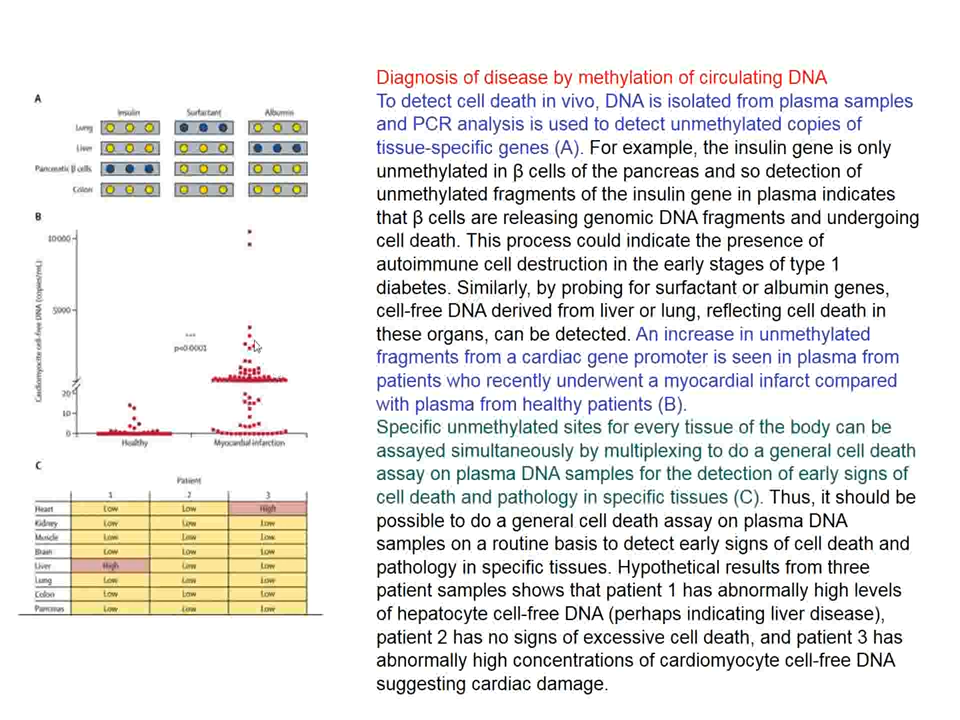 A
Insulin Surfactant Albumin
Lung
Liver
Pancreatic β cells
Colon
B
Cardiomyocyte cell-free DNA (copies/mL)
10000
5000
20
10
0
***
p<0·0001
Healthy Myocardial infarction
C
Patient
1 2 3
Heart Low Low High
Kidney Low Low Low
Muscle Low Low Low
Brain Low Low Low
Liver High Low Low
Lung Low Low Low
Colon Low Low Low
Pancreas Low Low Low
Diagnosis of disease by methylation of circulating DNA
To detect cell death in vivo, DNA is isolated from plasma samples
and PCR analysis is used to detect unmethylated copies of
tissue-specific genes (A). For example, the insulin gene is only
unmethylated in β cells of the pancreas and so detection of
unmethylated fragments of the insulin gene in plasma indicates
that β cells are releasing genomic DNA fragments and undergoing
cell death. This process could indicate the presence of
autoimmune cell destruction in the early stages of type 1
diabetes. Similarly, by probing for surfactant or albumin genes,
cell-free DNA derived from liver or lung, reflecting cell death in
these organs, can be detected. An increase in unmethylated
fragments from a cardiac gene promoter is seen in plasma from
patients who recently underwent a myocardial infarct compared
with plasma from healthy patients (B).
Specific unmethylated sites for every tissue of the body can be
assayed simultaneously by multiplexing to do a general cell death
assay on plasma DNA samples for the detection of early signs of
cell death and pathology in specific tissues (C). Thus, it should be
possible to do a general cell death assay on plasma DNA
samples on a routine basis to detect early signs of cell death and
pathology in specific tissues. Hypothetical results from three
patient samples shows that patient 1 has abnormally high levels
of hepatocyte cell-free DNA (perhaps indicating liver disease),
patient 2 has no signs of excessive cell death, and patient 3 has
abnormally high concentrations of cardiomyocyte cell-free DNA
suggesting cardiac damage.